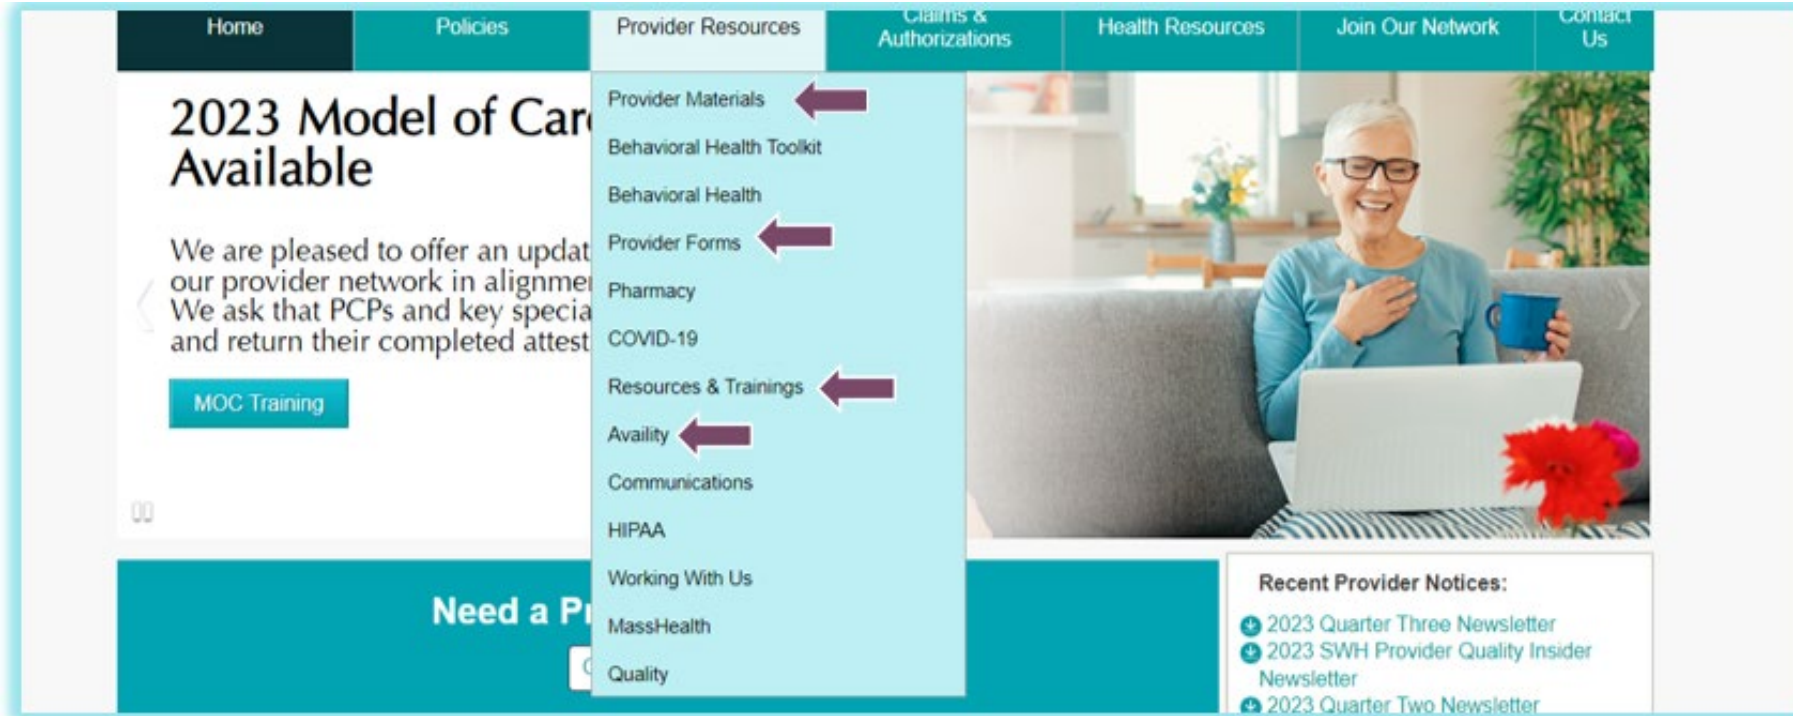 Home
Policies
Provider Resources
Claims &
Authorizations
Health Resources
Join Our Network
Contact
Us
2023 Model of Car
Available
We are pleased to offer an updat
our provider network in alignme
We ask that PCPs and key specia
and return their completed attest
MOC Training
Provider Materials
Behavioral Health Toolkit
Behavioral Health
Provider Forms
Pharmacy
COVID-19
Resources & Trainings
Availity
Communications
HIPAA
Working With Us
MassHealth
Quality
Need a P
Recent Provider Notices:
2023 Quarter Three Newsletter
2023 SWH Provider Quality Insider
Newsletter
2023 Quarter Two Newsletter